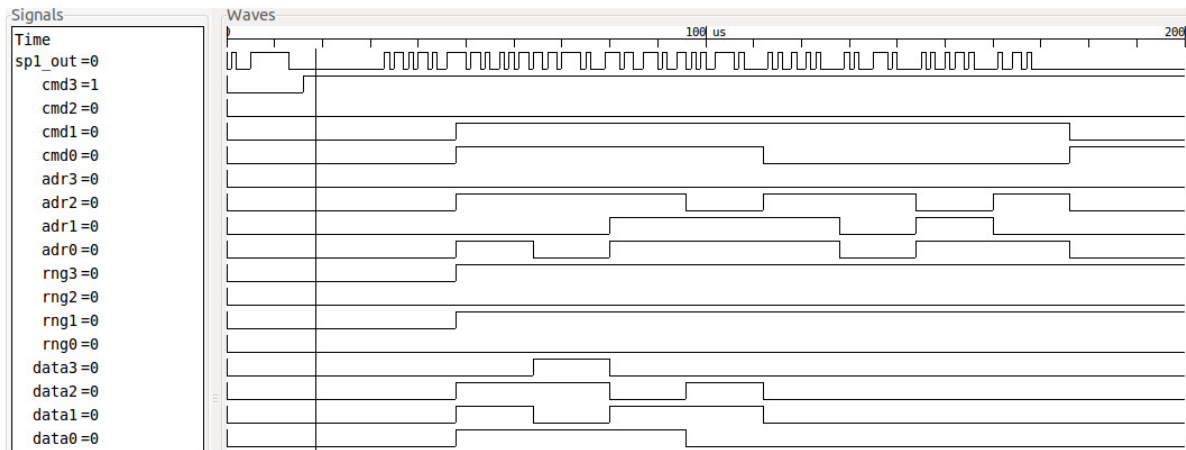 Signals
Waves
Time
0 100 us 200
sp1_out=0
cmd3=1
cmd2=0
cmd1=0
cmd0=0
adr3=0
adr2=0
adr1=0
adr0=0
rng3=0
rng2=0
rng1=0
rng0=0
data3=0
data2=0
data1=0
data0=0